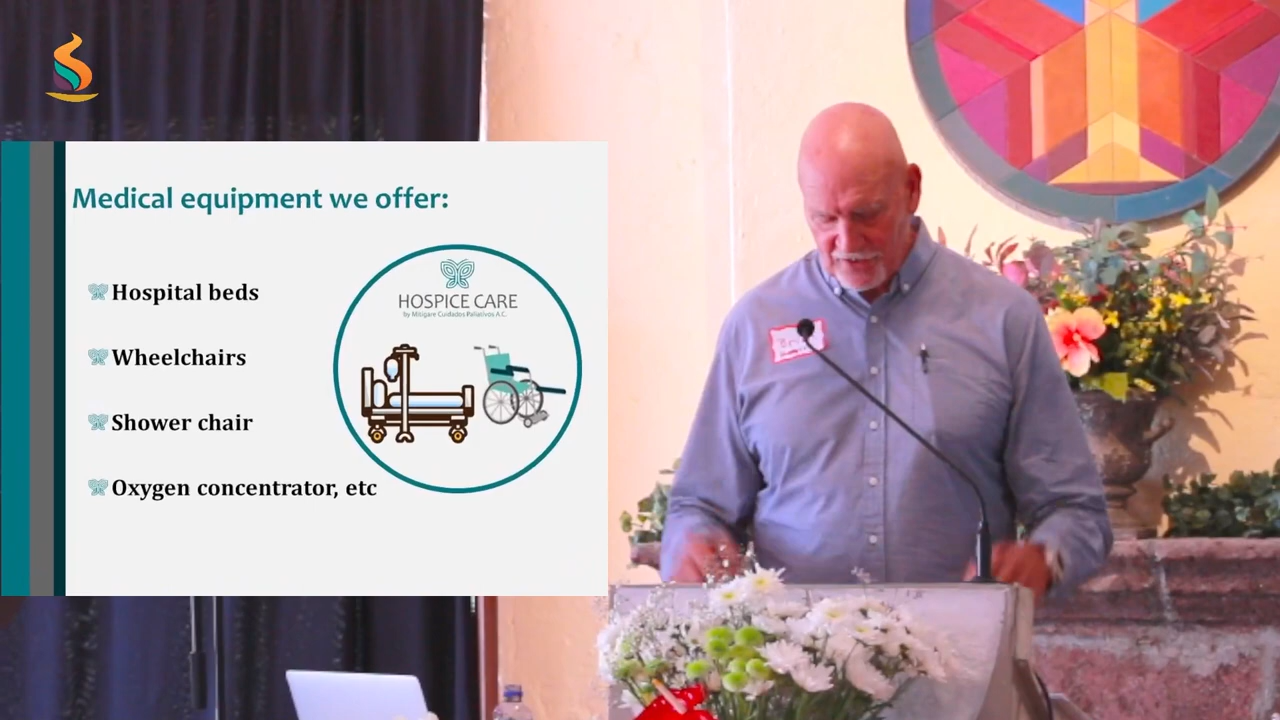 Medical equipment we offer:
Hospital beds
Wheelchairs
Shower chair
Oxygen concentrator, etc
HOSPICE CARE
by Mitigare Cuidados Paliativos A.C.